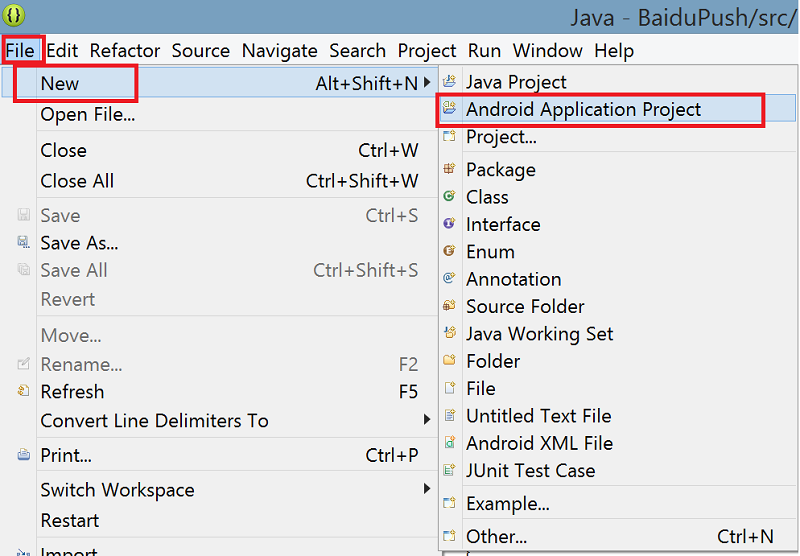 Java - BaiduPush/src/
File Edit Refactor Source Navigate Search Project Run Window Help
New Alt+Shift+N
Open File...
Close Ctrl+W
Close All Ctrl+Shift+W
Save Ctrl+S
Save As...
Save All Ctrl+Shift+S
Revert
Move...
Rename... F2
Refresh F5
Convert Line Delimiters To
Print... Ctrl+P
Switch Workspace
Restart
Import...
Java Project
Android Application Project
Project...
Package
Class
Interface
Enum
Annotation
Source Folder
Java Working Set
Folder
File
Untitled Text File
Android XML File
JUnit Test Case
Example...
Other... Ctrl+N